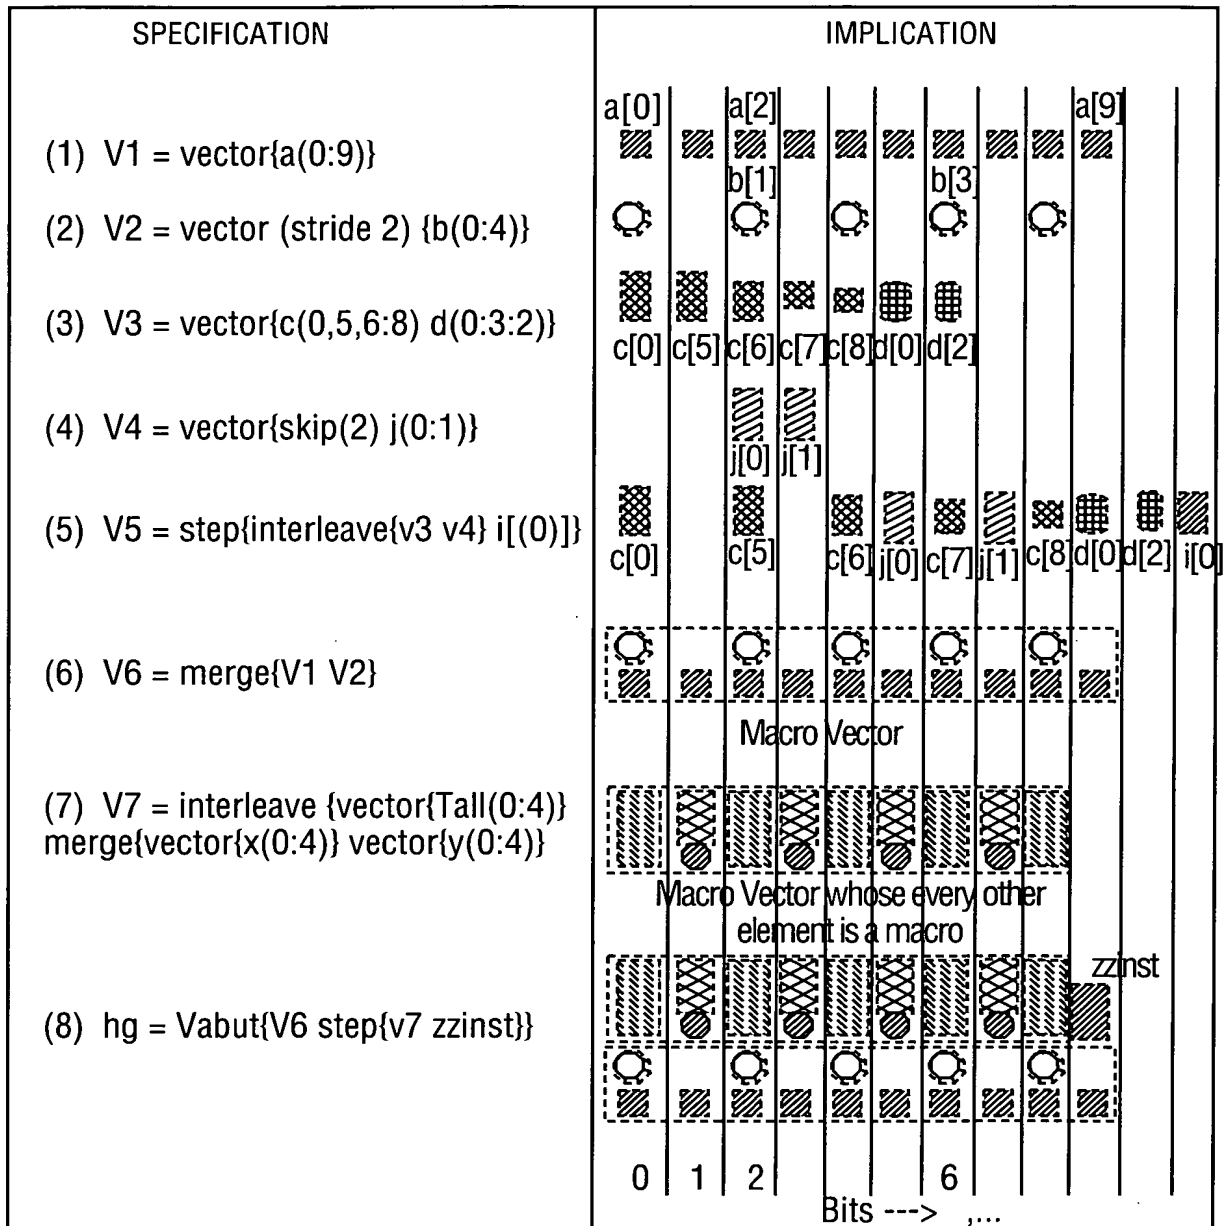 SPECIFICATION
IMPLICATION
a[0] a[2] a[9]
(1) V1 = vector{a(0:9)}
b[1] b[3]
(2) V2 = vector (stride 2) {b(0:4)}
(3) V3 = vector{c(0,5,6:8) d(0:3:2)}
c[0] c[5] c[6] c[7] c[8] d[0] d[2]
(4) V4 = vector{skip(2) j(0:1)}
j[0] j[1]
(5) V5 = step{interleave{v3 v4} i[(0)]}
c[0] c[5] c[6] j[0] c[7] j[1] c[8] d[0] d[2] i[0]
(6) V6 = merge{V1 V2}
Macro Vector
(7) V7 = interleave {vector{Tall(0:4)}
merge{vector{x(0:4)} vector{y(0:4)}
Macro Vector whose every other
element is a macro
zzinst
(8) hg = Vabut{V6 step{v7 zzinst}}
0 1 2 6
Bits ---> ,...